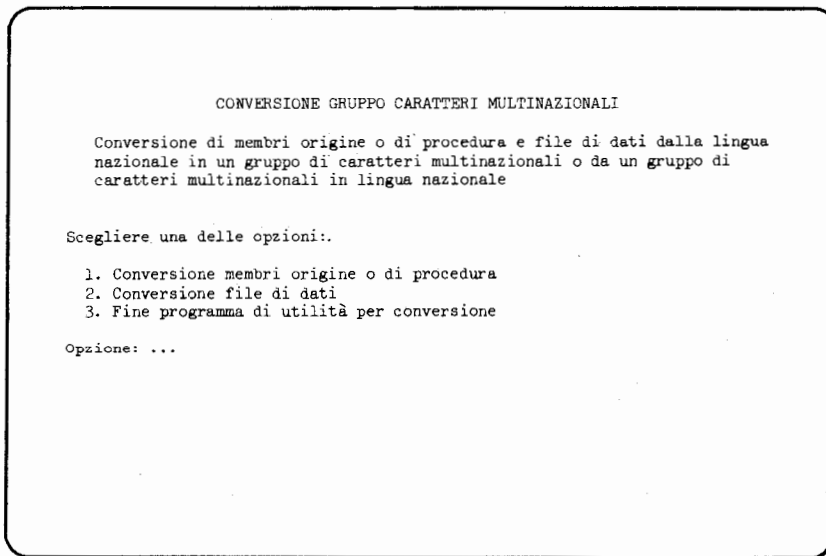 CONVERSIONE GRUPPO CARATTERI MULTINAZIONALI
Conversione di membri origine o di procedura e file di dati dalla lingua
nazionale in un gruppo di caratteri multinazionali o da un gruppo di
caratteri multinazionali in lingua nazionale
Scegliere una delle opzioni:.
1. Conversione membri origine o di procedura
2. Conversione file di dati
3. Fine programma di utilità per conversione
Opzione: ...